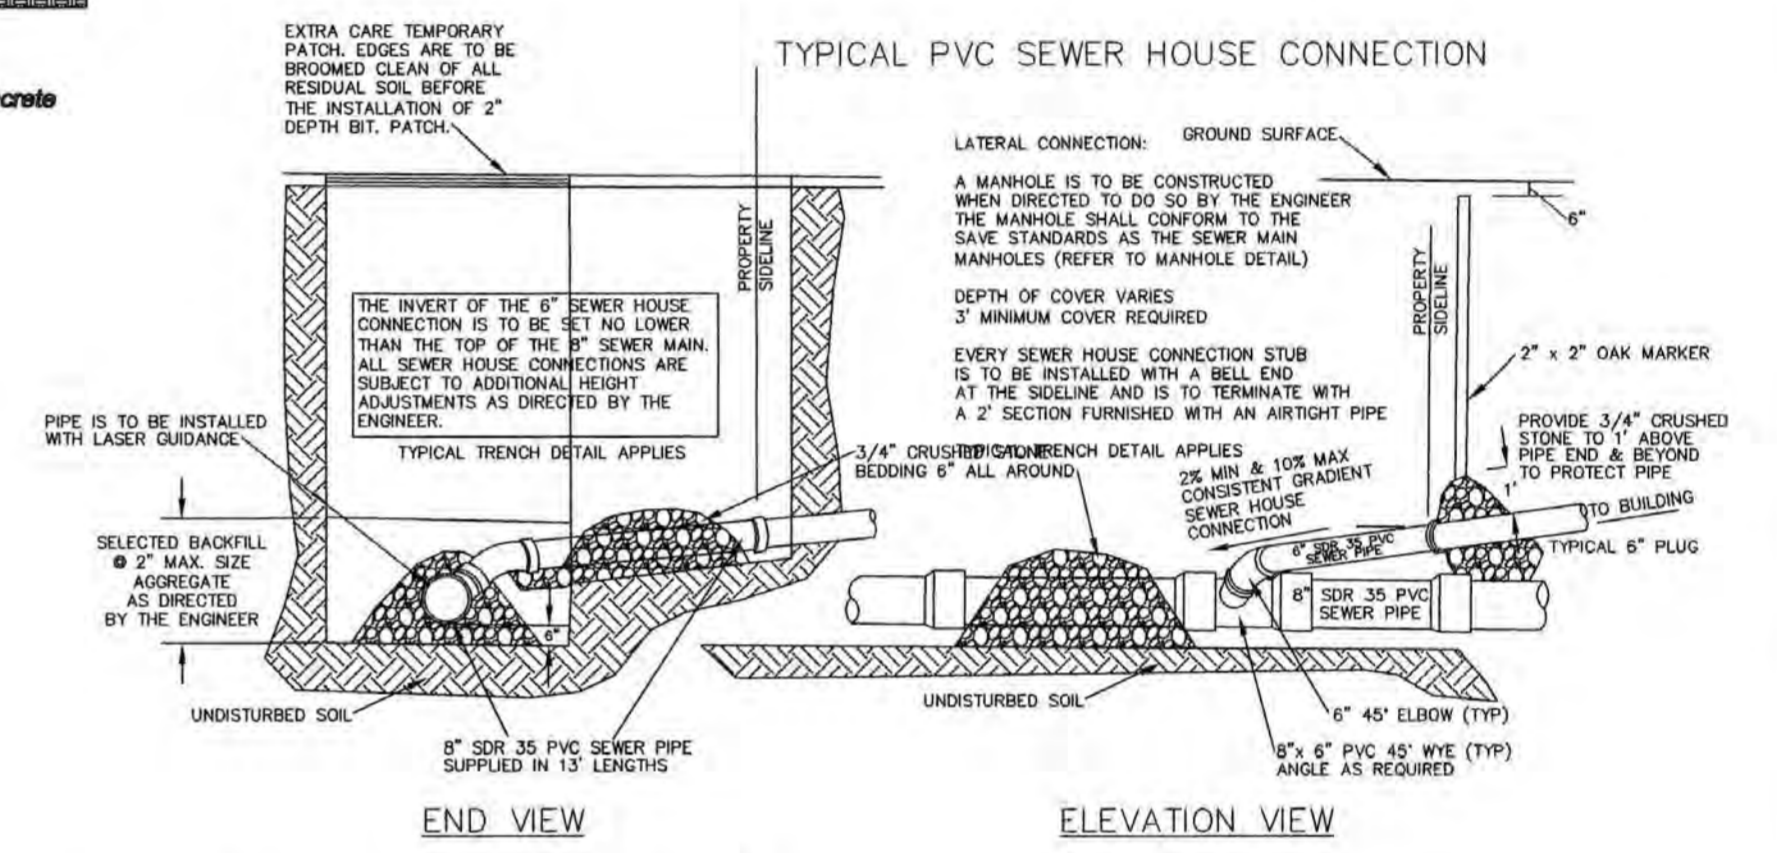 crete
EXTRA CARE TEMPORARY
PATCH. EDGES ARE TO BE
BROOMED CLEAN OF ALL
RESIDUAL SOIL BEFORE
THE INSTALLATION OF 2"
DEPTH BIT. PATCH.
TYPICAL PVC SEWER HOUSE CONNECTION
LATERAL CONNECTION:
A MANHOLE IS TO BE CONSTRUCTED
WHEN DIRECTED TO DO SO BY THE ENGINEER
THE MANHOLE SHALL CONFORM TO THE
SAVE STANDARDS AS THE SEWER MAIN
MANHOLES (REFER TO MANHOLE DETAIL)
DEPTH OF COVER VARIES
3' MINIMUM COVER REQUIRED
EVERY SEWER HOUSE CONNECTION STUB
IS TO BE INSTALLED WITH A BELL END
AT THE SIDELINE AND IS TO TERMINATE WITH
A 2' SECTION FURNISHED WITH AN AIRTIGHT PIPE
TYPICAL TRENCH DETAIL APPLIES
GROUND SURFACE
6"
PROPERTY
SIDELINE
PROPERTY
SIDELINE
THE INVERT OF THE 6" SEWER HOUSE
CONNECTION IS TO BE SET NO LOWER
THAN THE TOP OF THE 8" SEWER MAIN.
ALL SEWER HOUSE CONNECTIONS ARE
SUBJECT TO ADDITIONAL HEIGHT
ADJUSTMENTS AS DIRECTED BY THE
ENGINEER.
TYPICAL TRENCH DETAIL APPLIES
PIPE IS TO BE INSTALLED
WITH LASER GUIDANCE
3/4" CRUSHED STONE
BEDDING 6" ALL AROUND
2% MIN & 10% MAX
CONSISTENT GRADIENT
SEWER HOUSE
CONNECTION
2" x 2" OAK MARKER
PROVIDE 3/4" CRUSHED
STONE TO 1' ABOVE
PIPE END & BEYOND
TO PROTECT PIPE
1'
TO BUILDING
TYPICAL 6" PLUG
SELECTED BACKFILL
@ 2" MAX. SIZE
AGGREGATE
AS DIRECTED
BY THE ENGINEER
6"
6" SDR 35 PVC
SEWER PIPE
8" SDR 35 PVC
SEWER PIPE
UNDISTURBED SOIL
UNDISTURBED SOIL
6" 45° ELBOW (TYP)
8"x 6" PVC 45° WYE (TYP)
ANGLE AS REQUIRED
8" SDR 35 PVC SEWER PIPE
SUPPLIED IN 13' LENGTHS
END VIEW
ELEVATION VIEW